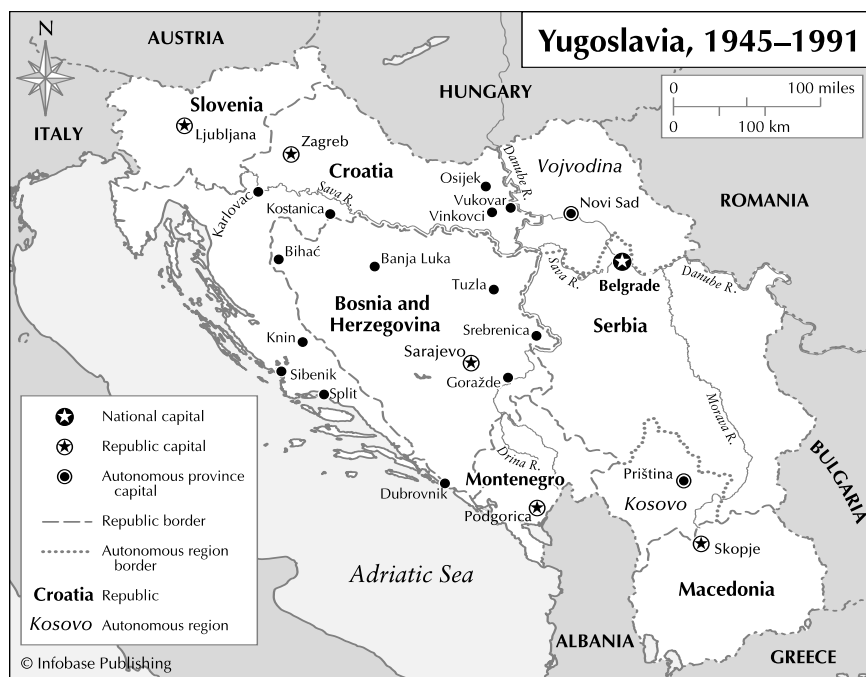 Yugoslavia, 1945–1991
N
AUSTRIA
HUNGARY
0 100 miles
0 100 km
Slovenia
Ljubljana
ITALY
Zagreb
Croatia
Osijek
Danube R.
Vojvodina
Vukovar
Vinkovci
Novi Sad
ROMANIA
Karlovac
Sava R.
Kostanica
Bihać
Banja Luka
Sava R.
Belgrade
Danube R.
Tuzla
Bosnia and
Herzegovina
Serbia
Srebrenica
Knin
Sarajevo
Sibenik
Goražde
Split
Morava R.
BULGARIA
Drina R.
Montenegro
Priština
Kosovo
Dubrovnik
Podgorica
Skopje
Adriatic Sea
Macedonia
ALBANIA
GREECE
National capital
Republic capital
Autonomous province
capital
Republic border
Autonomous region
border
Croatia Republic
Kosovo Autonomous region
© Infobase Publishing